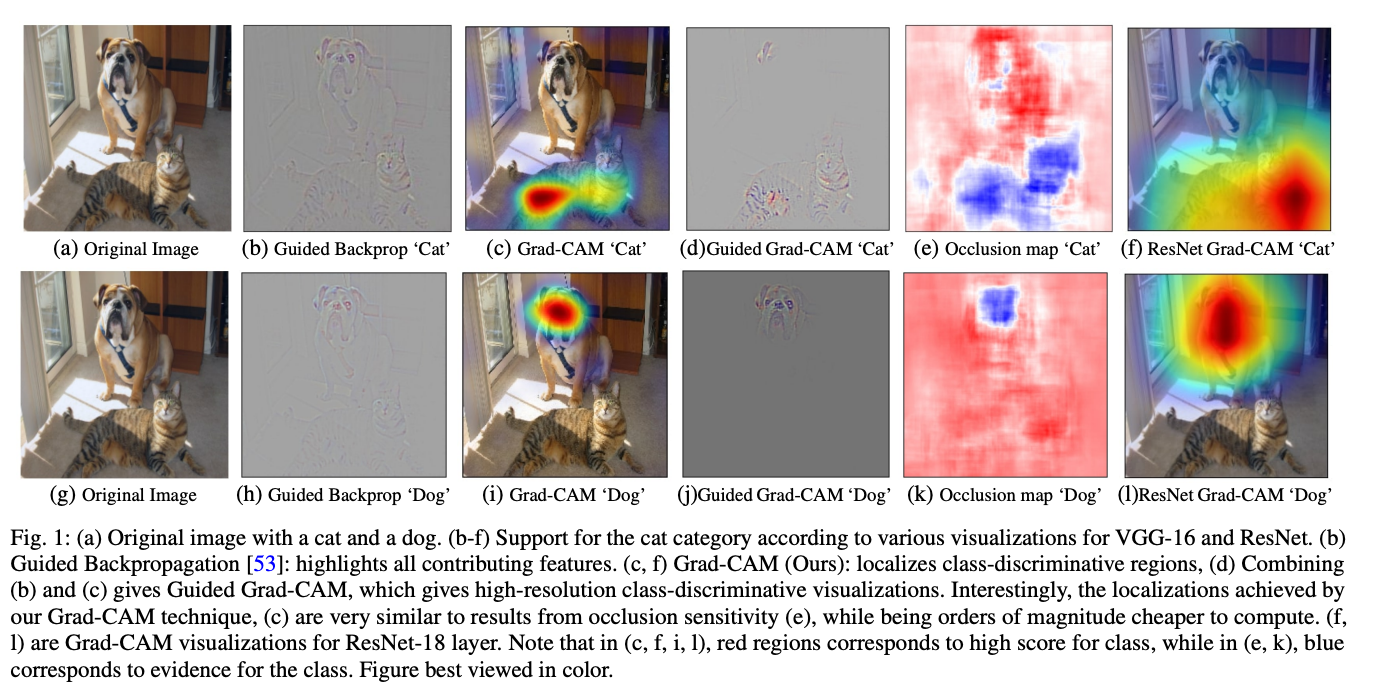 (a) Original Image
(b) Guided Backprop ‘Cat’
(c) Grad-CAM ‘Cat’
(d)Guided Grad-CAM ‘Cat’
(e) Occlusion map ‘Cat’
(f) ResNet Grad-CAM ‘Cat’
(g) Original Image
(h) Guided Backprop ‘Dog’
(i) Grad-CAM ‘Dog’
(j)Guided Grad-CAM ‘Dog’
(k) Occlusion map ‘Dog’
(l)ResNet Grad-CAM ‘Dog’
Fig. 1: (a) Original image with a cat and a dog. (b-f) Support for the cat category according to various visualizations for VGG-16 and ResNet. (b)
Guided Backpropagation [53]: highlights all contributing features. (c, f) Grad-CAM (Ours): localizes class-discriminative regions, (d) Combining
(b) and (c) gives Guided Grad-CAM, which gives high-resolution class-discriminative visualizations. Interestingly, the localizations achieved by
our Grad-CAM technique, (c) are very similar to results from occlusion sensitivity (e), while being orders of magnitude cheaper to compute. (f,
l) are Grad-CAM visualizations for ResNet-18 layer. Note that in (c, f, i, l), red regions corresponds to high score for class, while in (e, k), blue
corresponds to evidence for the class. Figure best viewed in color.